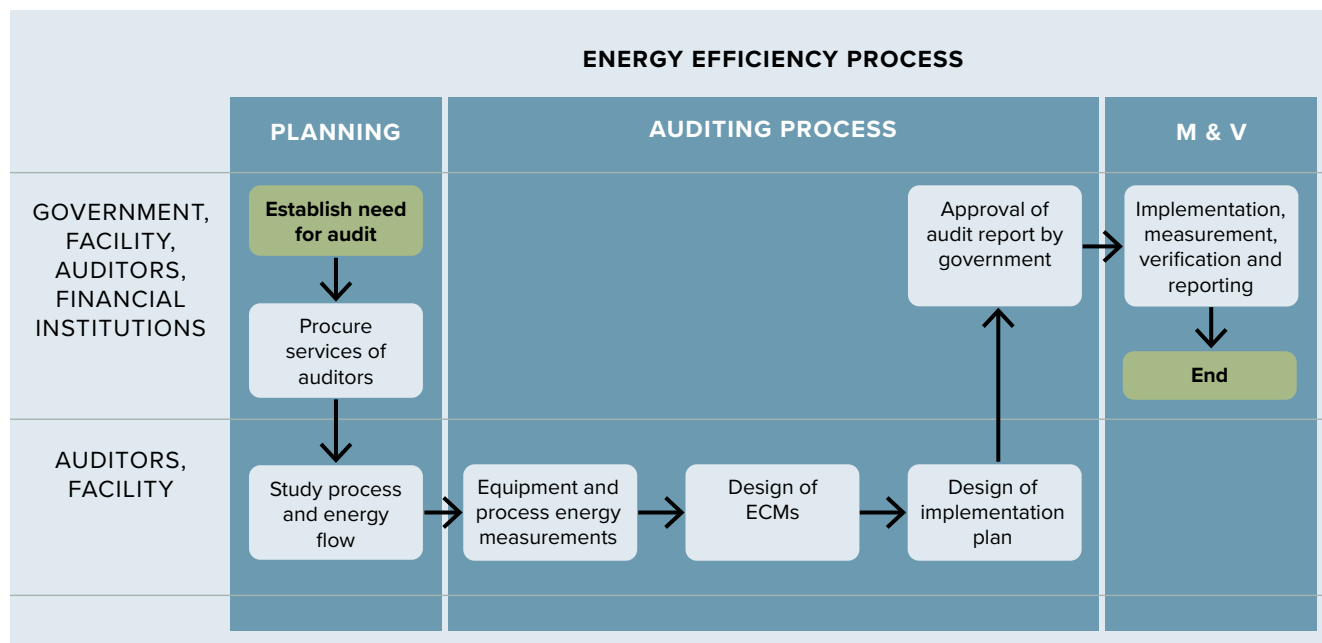 ENERGY EFFICIENCY PROCESS
PLANNING
AUDITING PROCESS
M & V
GOVERNMENT,
FACILITY,
AUDITORS,
FINANCIAL
INSTITUTIONS
Establish need
for audit
Procure
services of
auditors
Approval of
audit report by
government
Implementation,
measurement,
verification and
reporting
End
AUDITORS,
FACILITY
Study process
and energy
flow
Equipment and
process energy
measurements
Design of
ECMs
Design of
implementation
plan